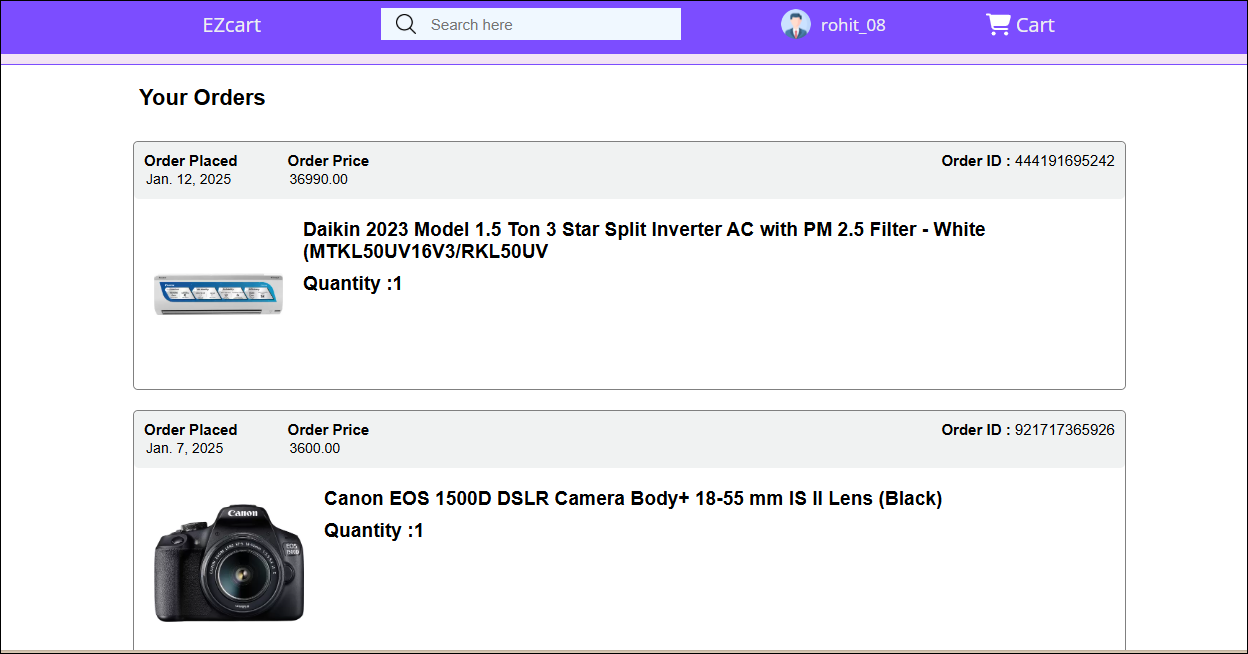 EZcart
Search here
rohit_08
Cart
Your Orders
Order Placed
Order Price
Order ID : 444191695242
Jan. 12, 2025
36990.00
Daikin 2023 Model 1.5 Ton 3 Star Split Inverter AC with PM 2.5 Filter - White
(MTKL50UV16V3/RKL50UV
Quantity :1
Order Placed
Order Price
Order ID : 921717365926
Jan. 7, 2025
3600.00
Canon EOS 1500D DSLR Camera Body+ 18-55 mm IS II Lens (Black)
Quantity :1
Canon
EOS
1500D